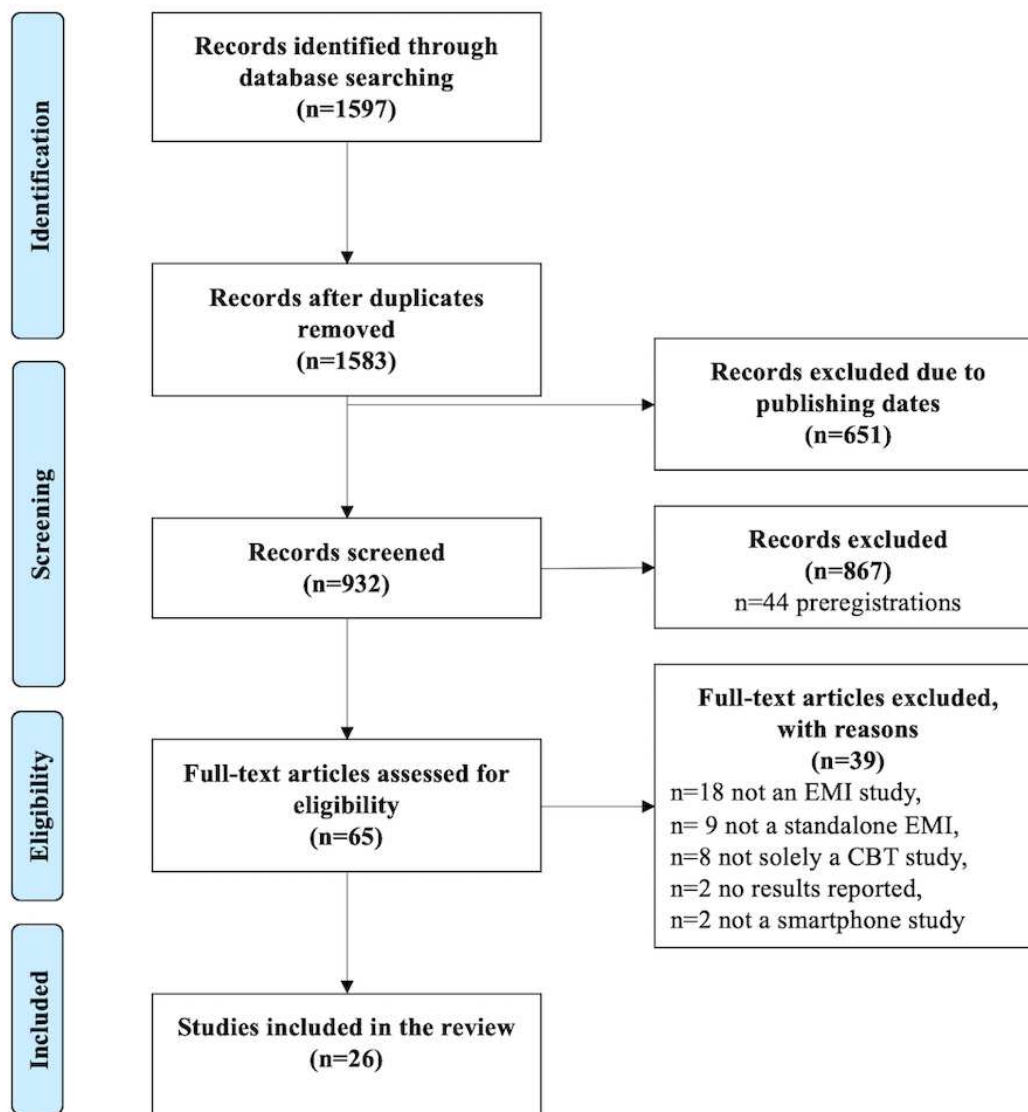 Identification
Records identified through
database searching
(n=1597)
Records after duplicates
removed
(n=1583)
Screening
Records excluded due to
publishing dates
(n=651)
Records screened
(n=932)
Records excluded
(n=867)
n=44 preregistrations
Eligibility
Full-text articles assessed for
eligibility
(n=65)
Full-text articles excluded,
with reasons
(n=39)
n=18 not an EMI study,
n= 9 not a standalone EMI,
n=8 not solely a CBT study,
n=2 no results reported,
n=2 not a smartphone study
Included
Studies included in the review
(n=26)